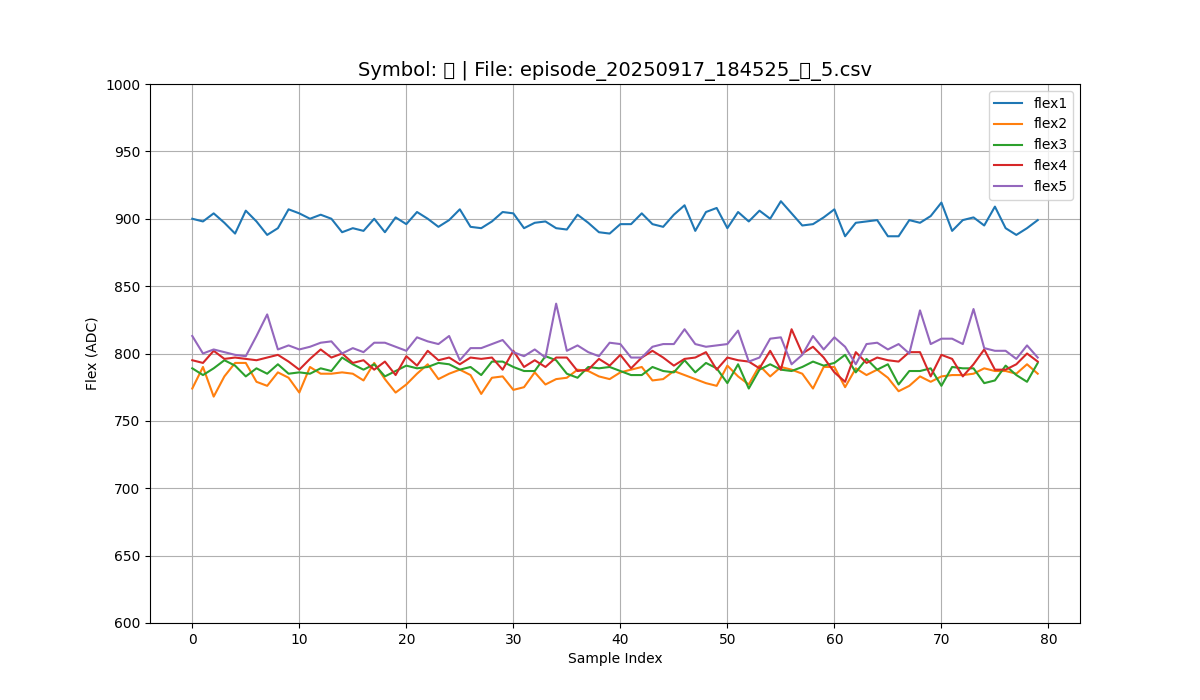 Symbol: | File: episode_20250917_184525_ _5.csv
1000
950
900
850
800
750
700
650
600
Flex (ADC)
0 10 20 30 40 50 60 70 80
Sample Index
flex1
flex2
flex3
flex4
flex5